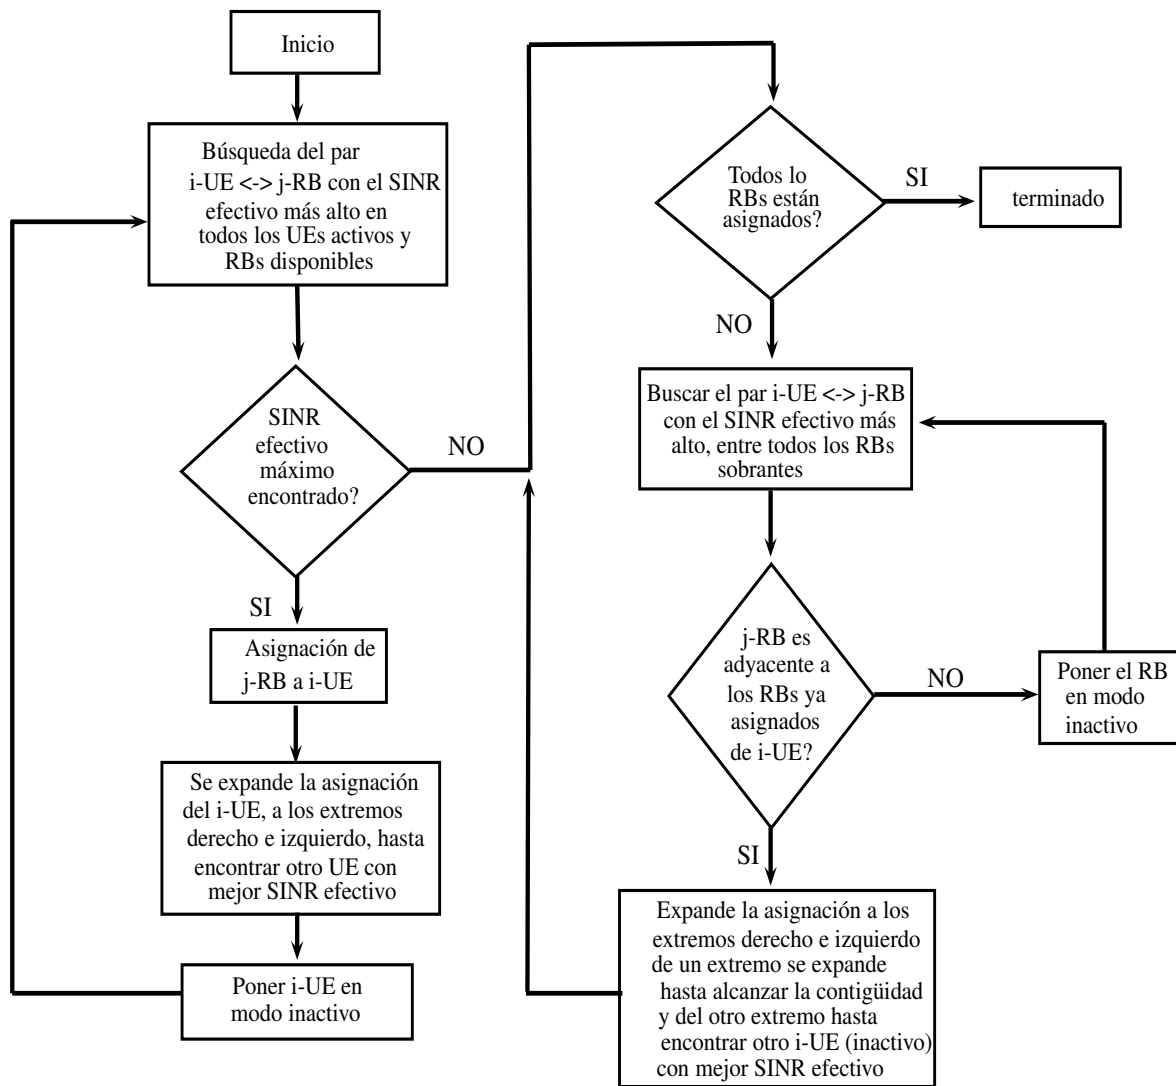 Inicio
Búsqueda del par
i-UE <-> j-RB con el SINR
efectivo más alto en
todos los UEs activos y
RBs disponibles
SINR
efectivo
máximo
encontrado?
NO
SI
Asignación de
j-RB a i-UE
Se expande la asignación
del i-UE, a los extremos
derecho e izquierdo, hasta
encontrar otro UE con
mejor SINR efectivo
Poner i-UE en
modo inactivo
Todos lo
RBs están
asignados?
SI
terminado
NO
Buscar el par i-UE <-> j-RB
con el SINR efectivo más
alto, entre todos los RBs
sobrantes
j-RB es
adyacente a
los RBs ya
asignados
de i-UE?
NO
Poner el RB
en modo
inactivo
SI
Expande la asignación a los
extremos derecho e izquierdo
de un extremo se expande
hasta alcanzar la contigüidad
y del otro extremo hasta
encontrar otro i-UE (inactivo)
con mejor SINR efectivo